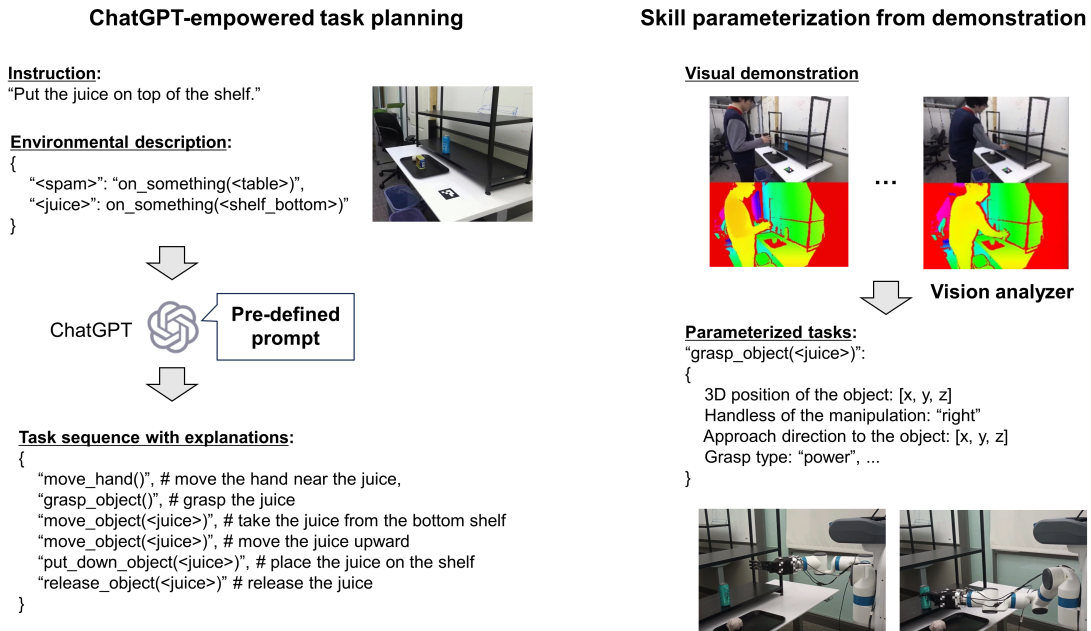 ChatGPT-empowered task planning
Instruction:
“Put the juice on top of the shelf.”
Environmental description:
{
“<spam>”: “on_something(<table>)”,
“<juice>”: on_something(<shelf_bottom>)”
}
ChatGPT
Pre-defined
prompt
Task sequence with explanations:
{
“move_hand()”, # move the hand near the juice,
“grasp_object()”, # grasp the juice
“move_object(<juice>)”, # take the juice from the bottom shelf
“move_object(<juice>)”, # move the juice upward
“put_down_object(<juice>)”, # place the juice on the shelf
“release_object(<juice>)” # release the juice
}
Skill parameterization from demonstration
Visual demonstration
...
Vision analyzer
Parameterized tasks:
“grasp_object(<juice>)”:
{
3D position of the object: [x, y, z]
Handless of the manipulation: “right”
Approach direction to the object: [x, y, z]
Grasp type: “power”, ...
}